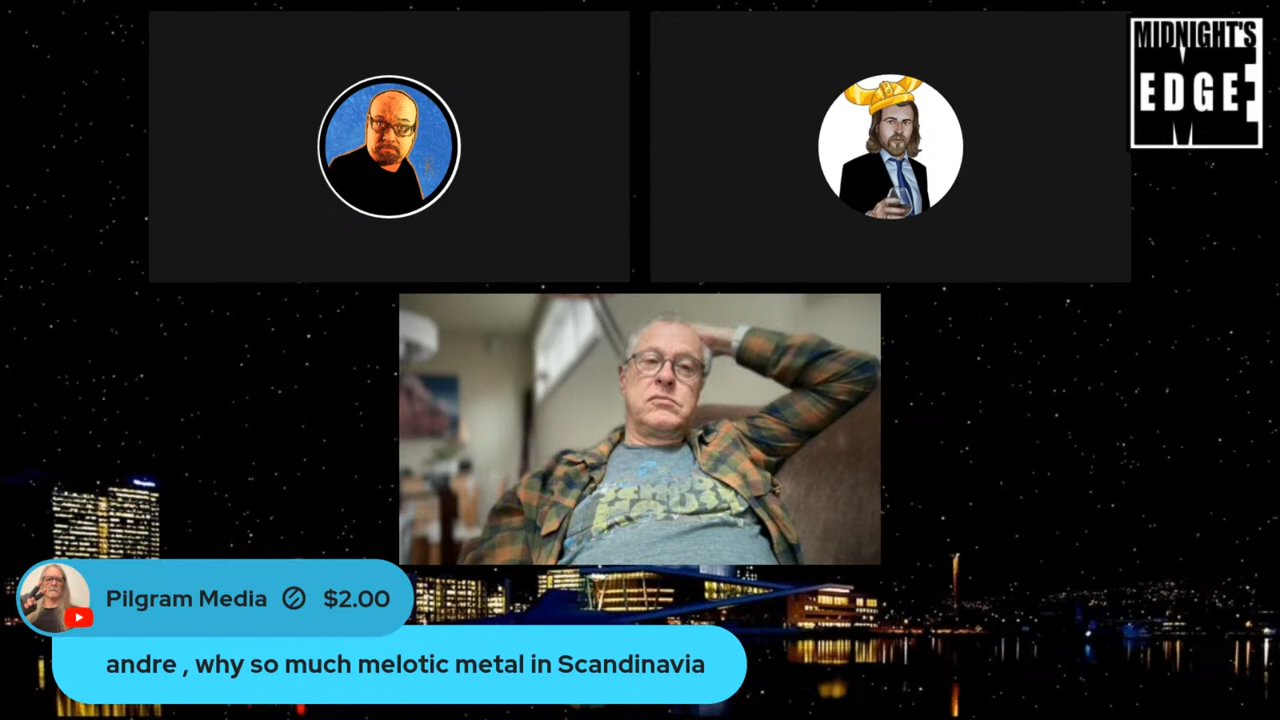 MIDNIGHT'S
EDGE
Pilgram Media $2.00
andre , why so much melotic metal in Scandinavia